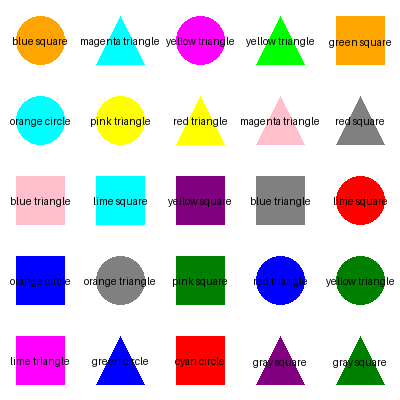 blue square
magenta triangle
yellow triangle
yellow triangle
green square
orange circle
pink triangle
red triangle
magenta triangle
red square
blue triangle
lime square
yellow square
blue triangle
lime square
orange circle
orange triangle
pink square
red triangle
yellow triangle
lime triangle
green circle
cyan circle
gray square
gray square